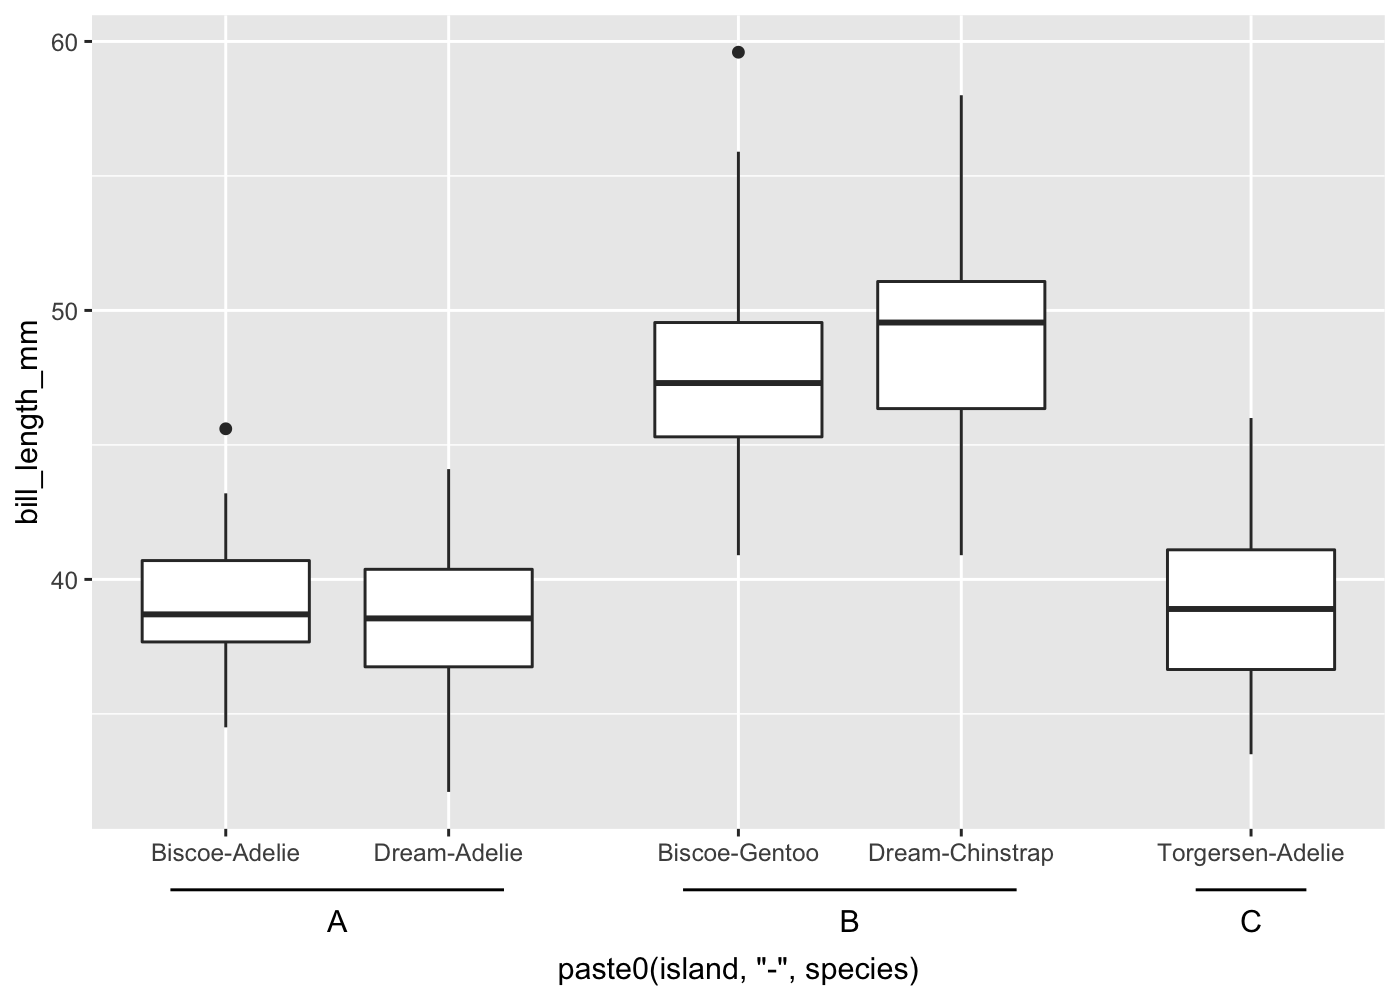 60
50
40
bill_length_mm
Biscoe-Adelie Dream-Adelie Biscoe-Gentoo Dream-Chinstrap Torgersen-Adelie
A B C
paste0(island, "-", species)